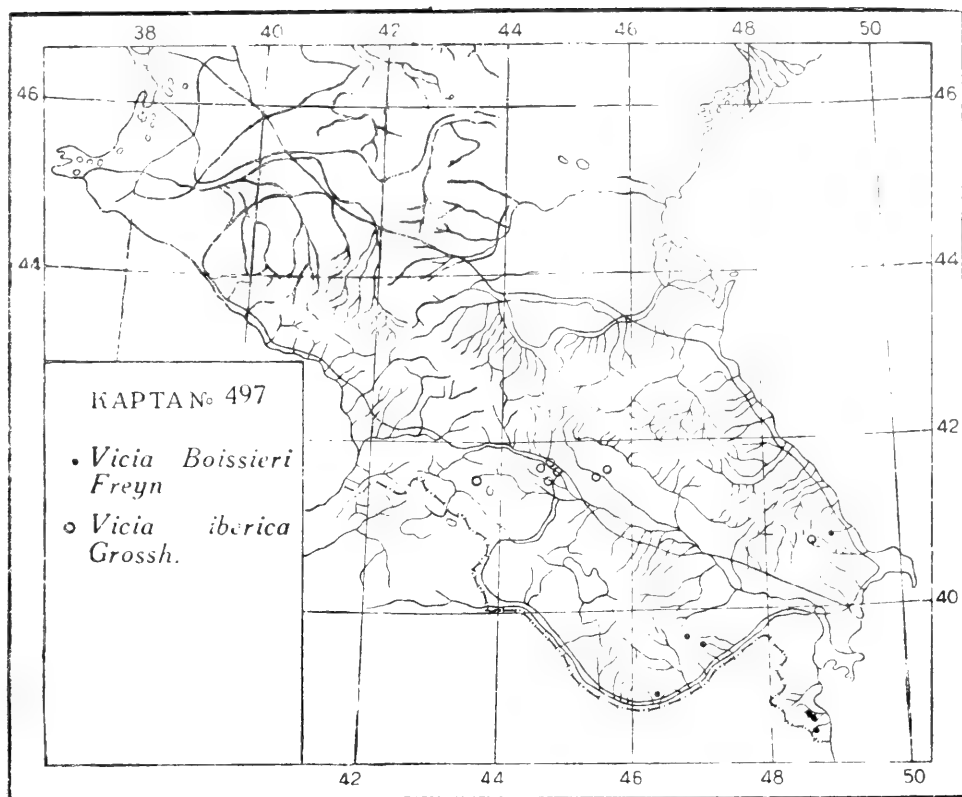 38 40 42 44 46 48 50
46 46
44 44
КАРТА № 497
42
• Vicia Boissieri
Freyn
○ Vicia iberica
Grossh.
40
42 44 46 48 50